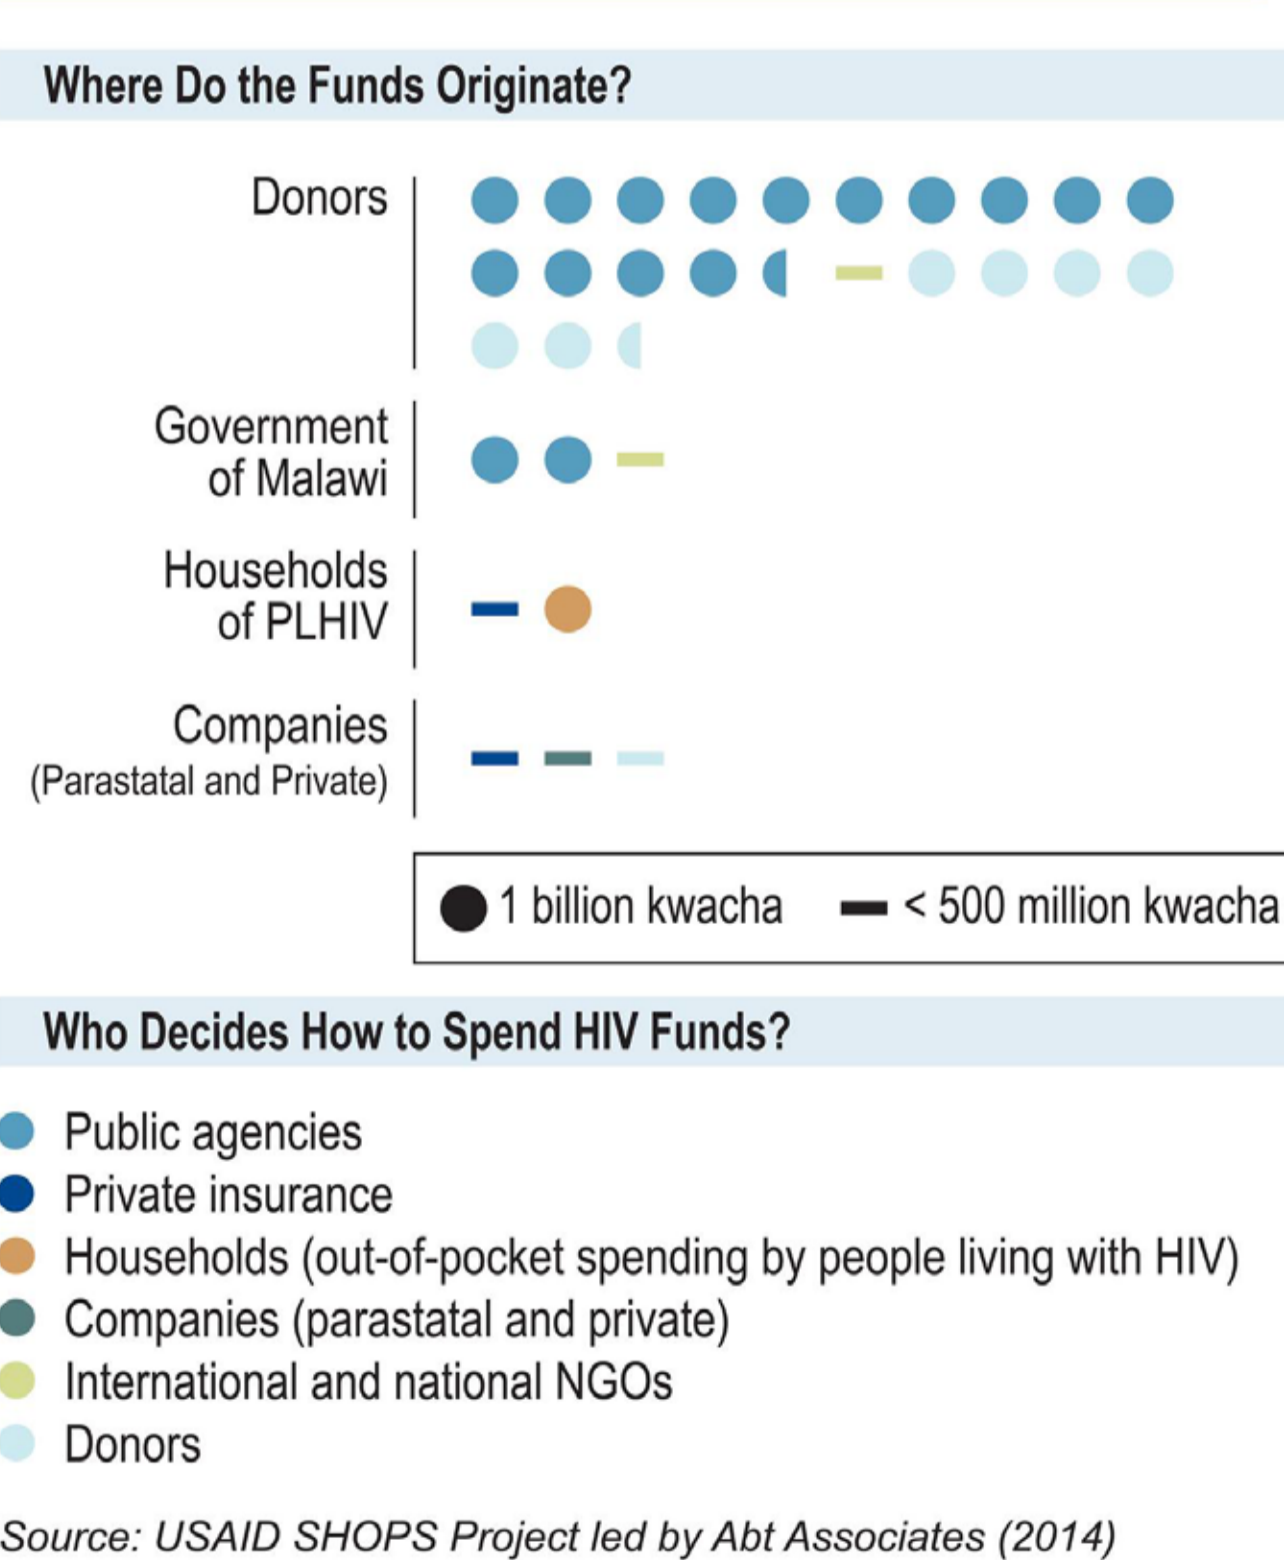 Where Do the Funds Originate?
Donors
Government
of Malawi
Households
of PLHIV
Companies
(Parastatal and Private)
1 billion kwacha
< 500 million kwacha
Who Decides How to Spend HIV Funds?
Public agencies
Private insurance
Households (out-of-pocket spending by people living with HIV)
Companies (parastatal and private)
International and national NGOs
Donors
Source: USAID SHOPS Project led by Abt Associates (2014)